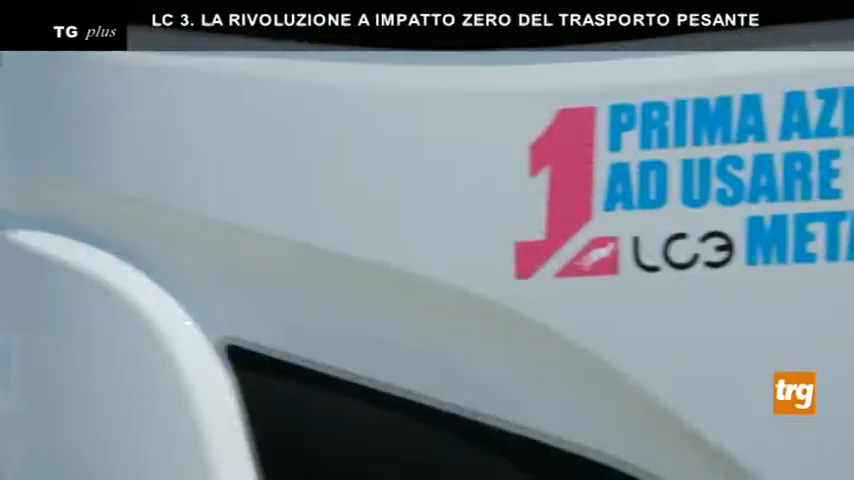 TG plus
LC 3. LA RIVOLUZIONE A IMPATTO ZERO DEL TRASPORTO PESANTE
1 PRIMA AZI
AD USARE
LC3 META
trg